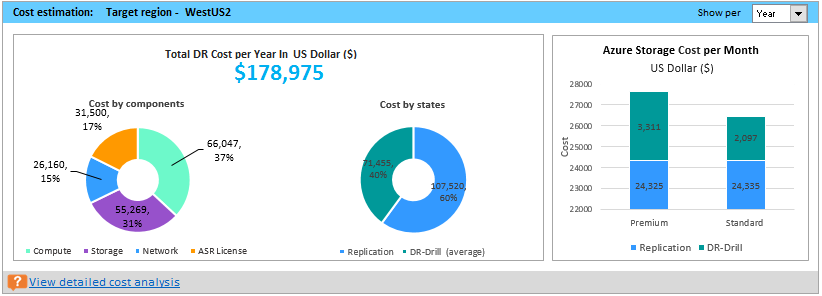 Cost estimation: Target region - WestUS2
Show per Year
Total DR Cost per Year In US Dollar ($)
$178,975
Cost by components
31,500,
17%
66,047,
37%
26,160,
15%
55,269,
31%
Compute Storage Network ASR License
Cost by states
71,455,
40%
107,520,
60%
Replication DR-Drill (average)
Azure Storage Cost per Month
US Dollar ($)
28000
27000
26000
25000
24000
23000
22000
Cost
3,311
2,097
24,325
24,335
Premium Standard
Replication DR-Drill
? View detailed cost analysis